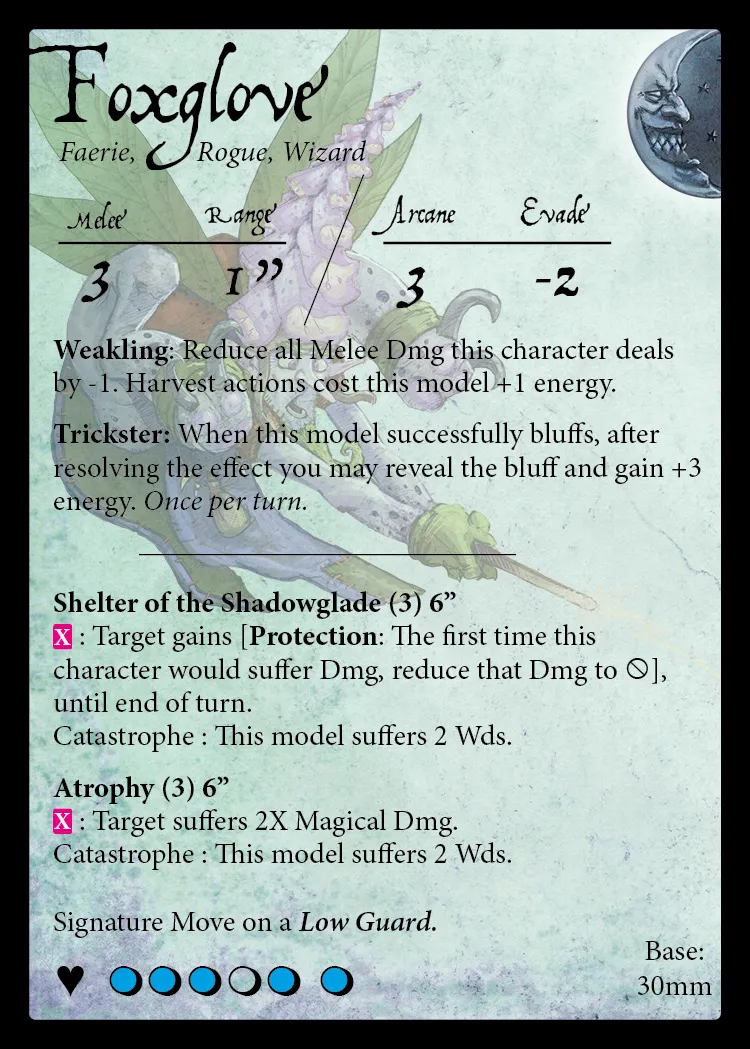 Foxglove
Faerie, Rogue, Wizard
Melee Range Arcane Evade
3 1” 3 -2
Weakling: Reduce all Melee Dmg this character deals
by -1. Harvest actions cost this model +1 energy.
Trickster: When this model successfully bluffs, after
resolving the effect you may reveal the bluff and gain +3
energy. Once per turn.
Shelter of the Shadowglade (3) 6”
X : Target gains [Protection: The first time this
character would suffer Dmg, reduce that Dmg to 🛇],
until end of turn.
Catastrophe : This model suffers 2 Wds.
Atrophy (3) 6”
X : Target suffers 2X Magical Dmg.
Catastrophe : This model suffers 2 Wds.
Signature Move on a Low Guard.
Base:
30mm